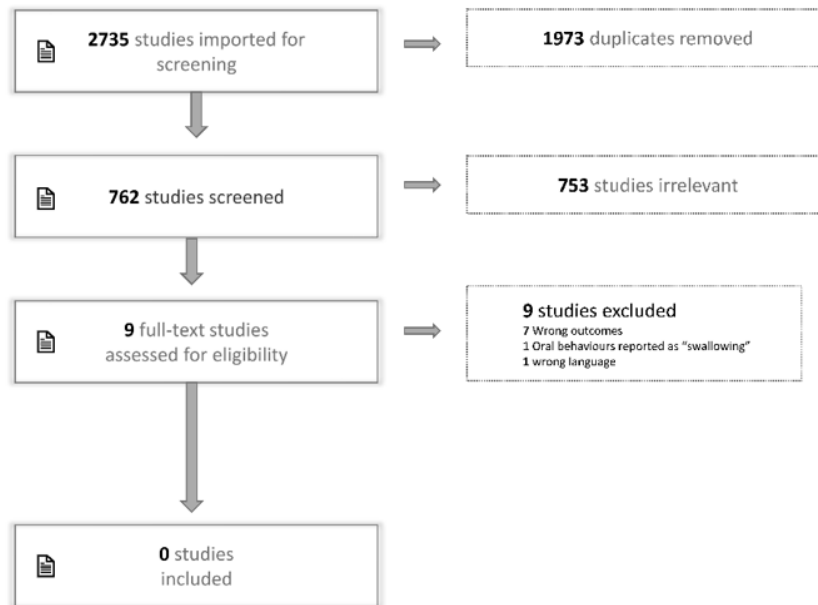 2735 studies imported for
screening
1973 duplicates removed
762 studies screened
753 studies irrelevant
9 full-text studies
assessed for eligibility
9 studies excluded
7 Wrong outcomes
1 Oral behaviours reported as “swallowing”
1 wrong language
0 studies
included